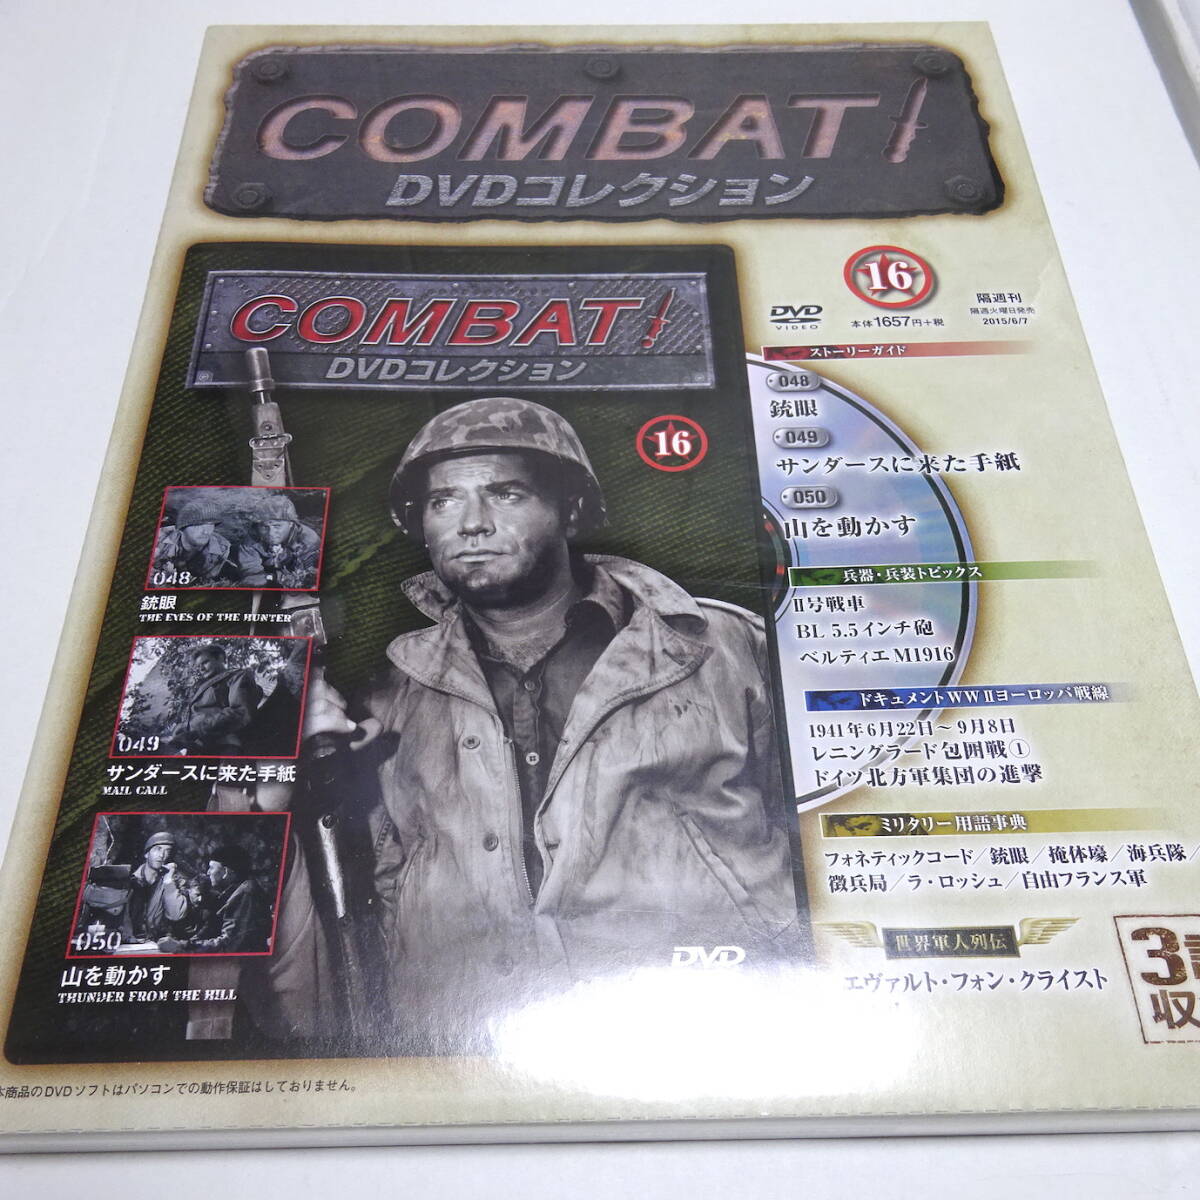 COMBAT!
DVDコレクション
COMBAT!
DVDコレクション
16
048
銃眼
THE EYES OF THE HUNTER
049
サンダースに来た手紙
MAIL CALL
050
山を動かす
THUNDER FROM THE HILL
DVD
DVD
VIDEO
16
本体1657円+税
隔週刊
隔週火曜日発売
2015/6/7
ストーリーガイド
048
銃眼
049
サンダースに来た手紙
050
山を動かす
兵器・兵装トピックス
II号戦車
BL 5.5インチ砲
ベルティエ M1916
ドキュメントWWIIヨーロッパ戦線
1941年6月22日~9月8日
レニングラード包囲戦①
ドイツ北方軍集団の進撃
ミリタリー用語事典
フォネティックコード/銃眼/掩体壕/海兵隊/
徴兵局/ラ・ロッシュ/自由フランス軍
世界軍人列伝
エヴァルト・フォン・クライスト
3話
収
本商品のDVDソフトはパソコンでの動作保証はしておりません。